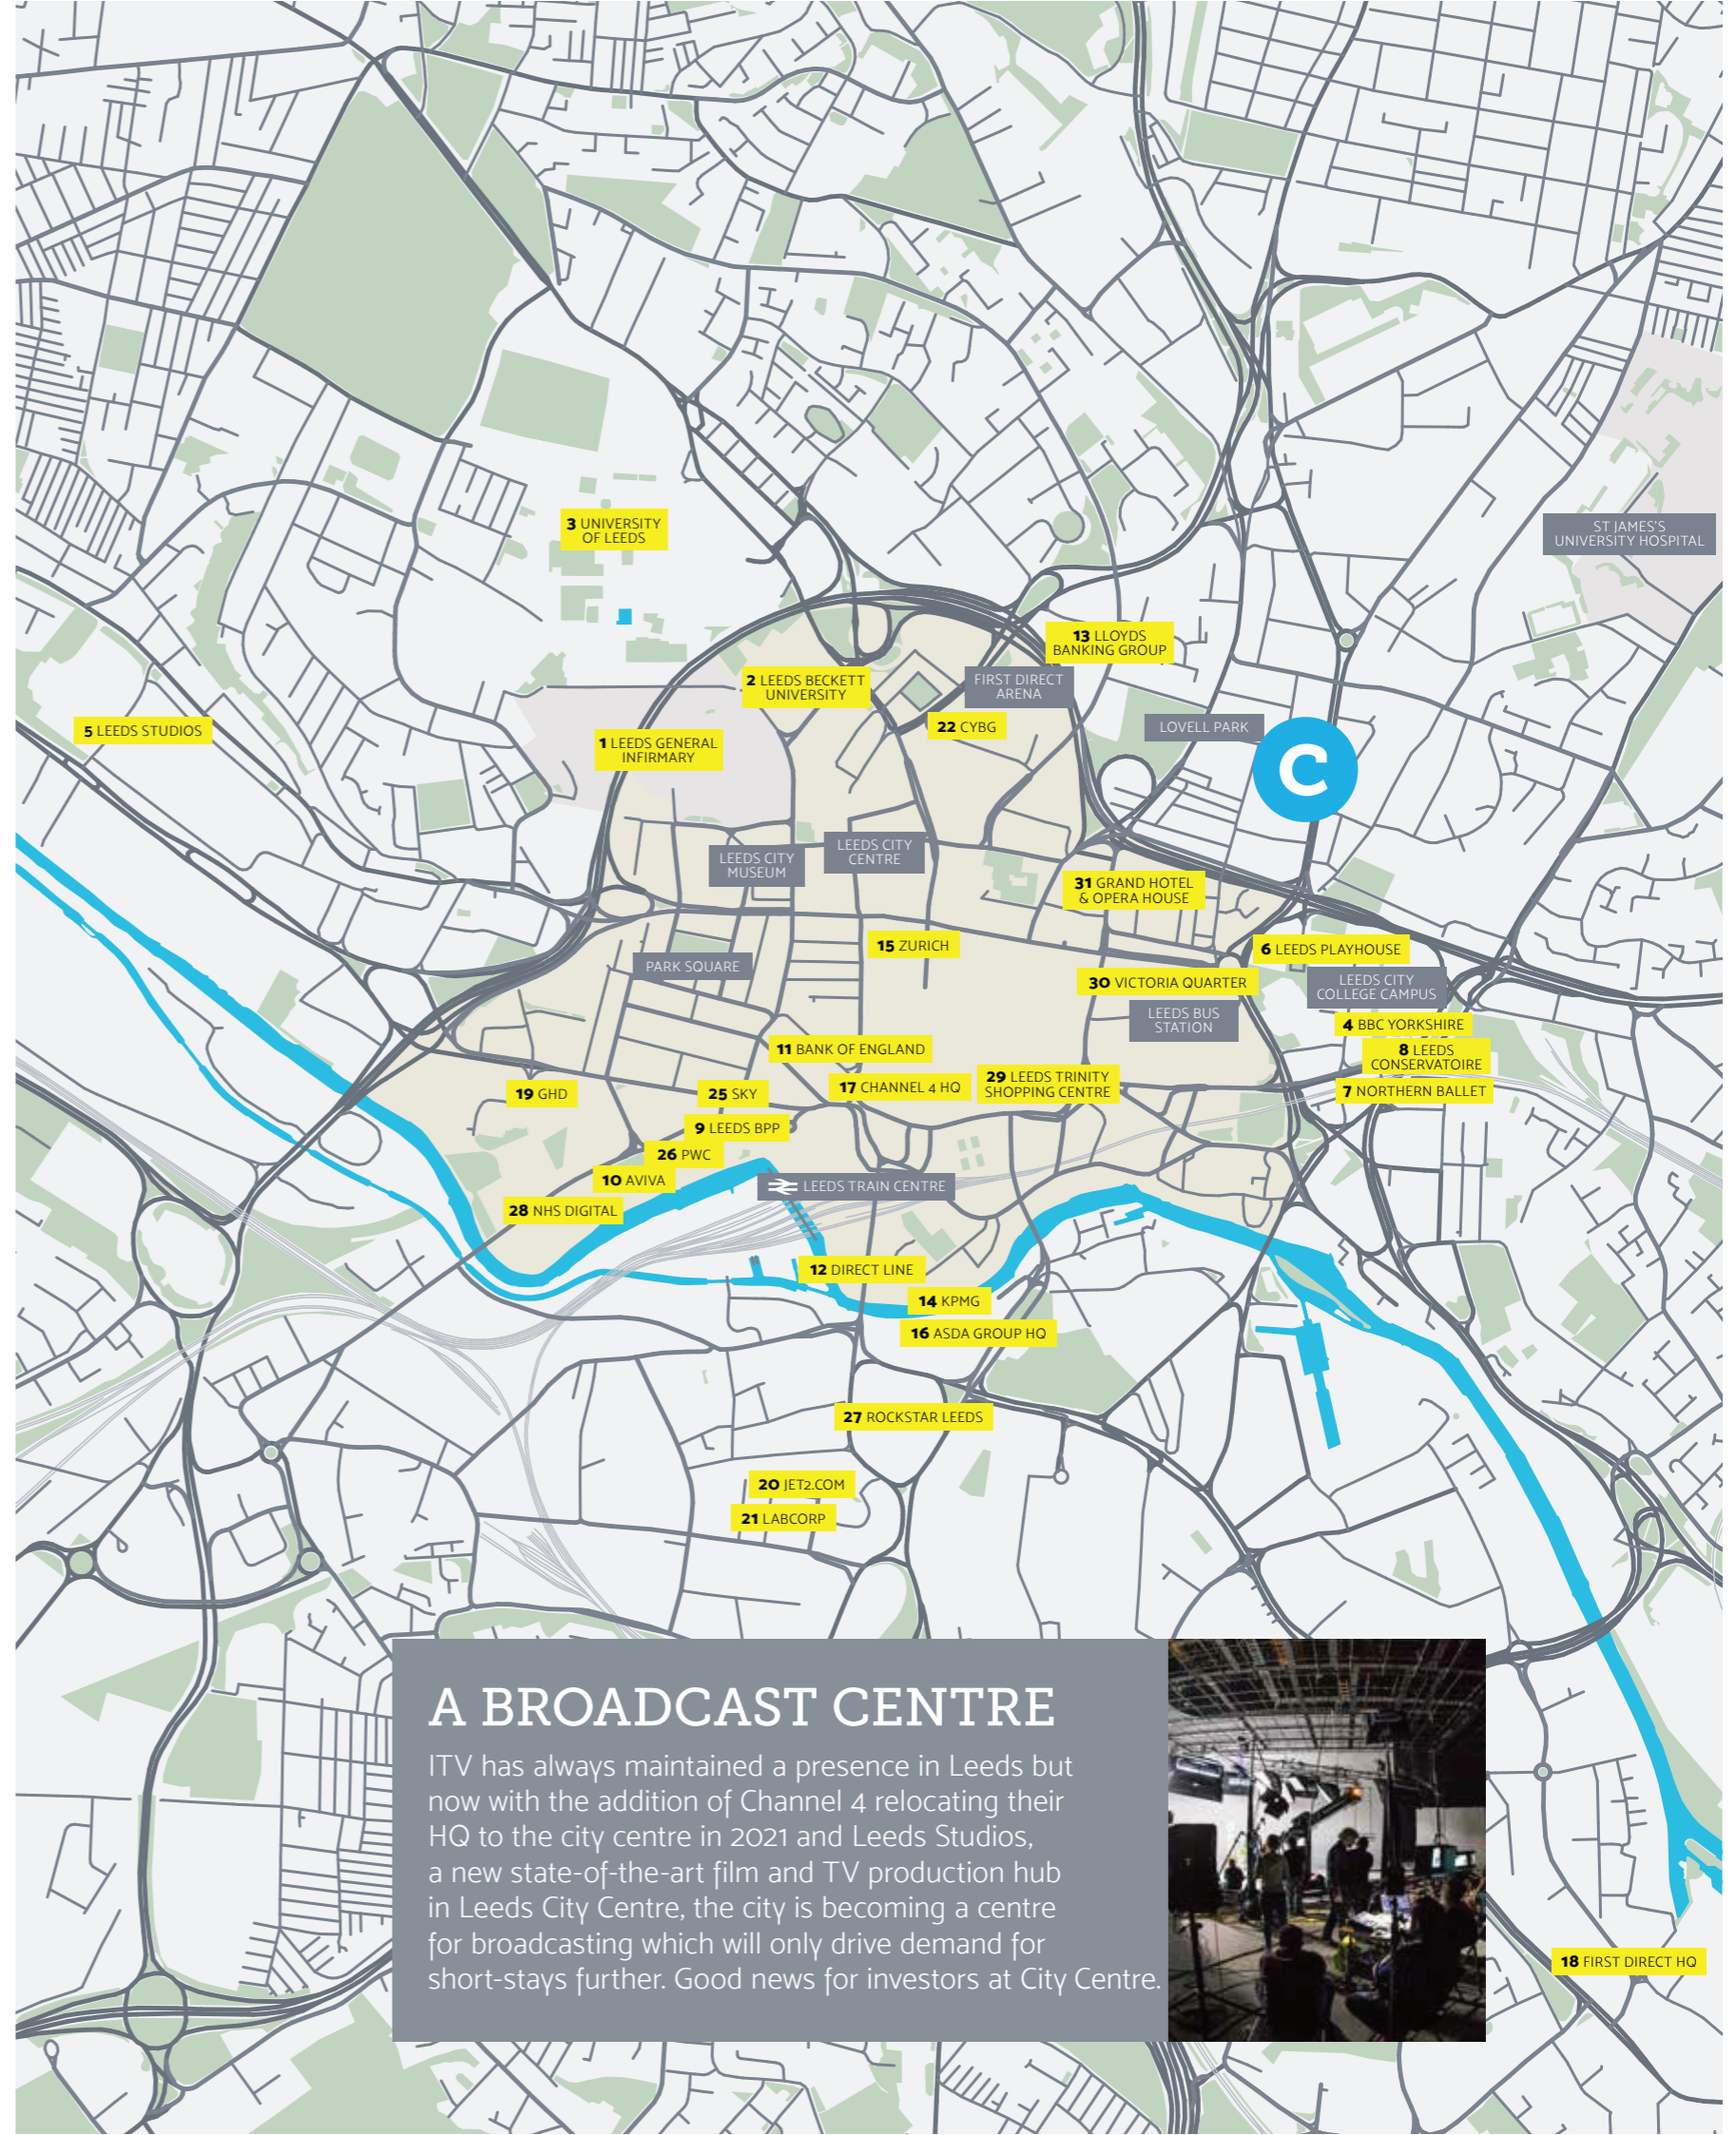 3 UNIVERSITY
OF LEEDS
ST JAMES'S
UNIVERSITY HOSPITAL
13 LLOYDS
BANKING GROUP
2 LEEDS BECKETT
UNIVERSITY
FIRST DIRECT
ARENA
5 LEEDS STUDIOS
22 CYBG
LOVELL PARK
1 LEEDS GENERAL
INFIRMARY
C
LEEDS CITY
MUSEUM
LEEDS CITY
CENTRE
31 GRAND HOTEL
& OPERA HOUSE
15 ZURICH
6 LEEDS PLAYHOUSE
PARK SQUARE
30 VICTORIA QUARTER
LEEDS CITY
COLLEGE CAMPUS
LEEDS BUS
STATION
4 BBC YORKSHIRE
11 BANK OF ENGLAND
8 LEEDS
CONSERVATOIRE
19 GHD
25 SKY
17 CHANNEL 4 HQ
29 LEEDS TRINITY
SHOPPING CENTRE
7 NORTHERN BALLET
9 LEEDS BPP
26 PWC
10 AVIVA
LEEDS TRAIN CENTRE
28 NHS DIGITAL
12 DIRECT LINE
14 KPMG
16 ASDA GROUP HQ
27 ROCKSTAR LEEDS
20 JET2.COM
21 LABCORP
A BROADCAST CENTRE
ITV has always maintained a presence in Leeds but
now with the addition of Channel 4 relocating their
HQ to the city centre in 2021 and Leeds Studios,
a new state-of-the-art film and TV production hub
in Leeds City Centre, the city is becoming a centre
for broadcasting which will only drive demand for
short-stays further. Good news for investors at City Centre.
18 FIRST DIRECT HQ